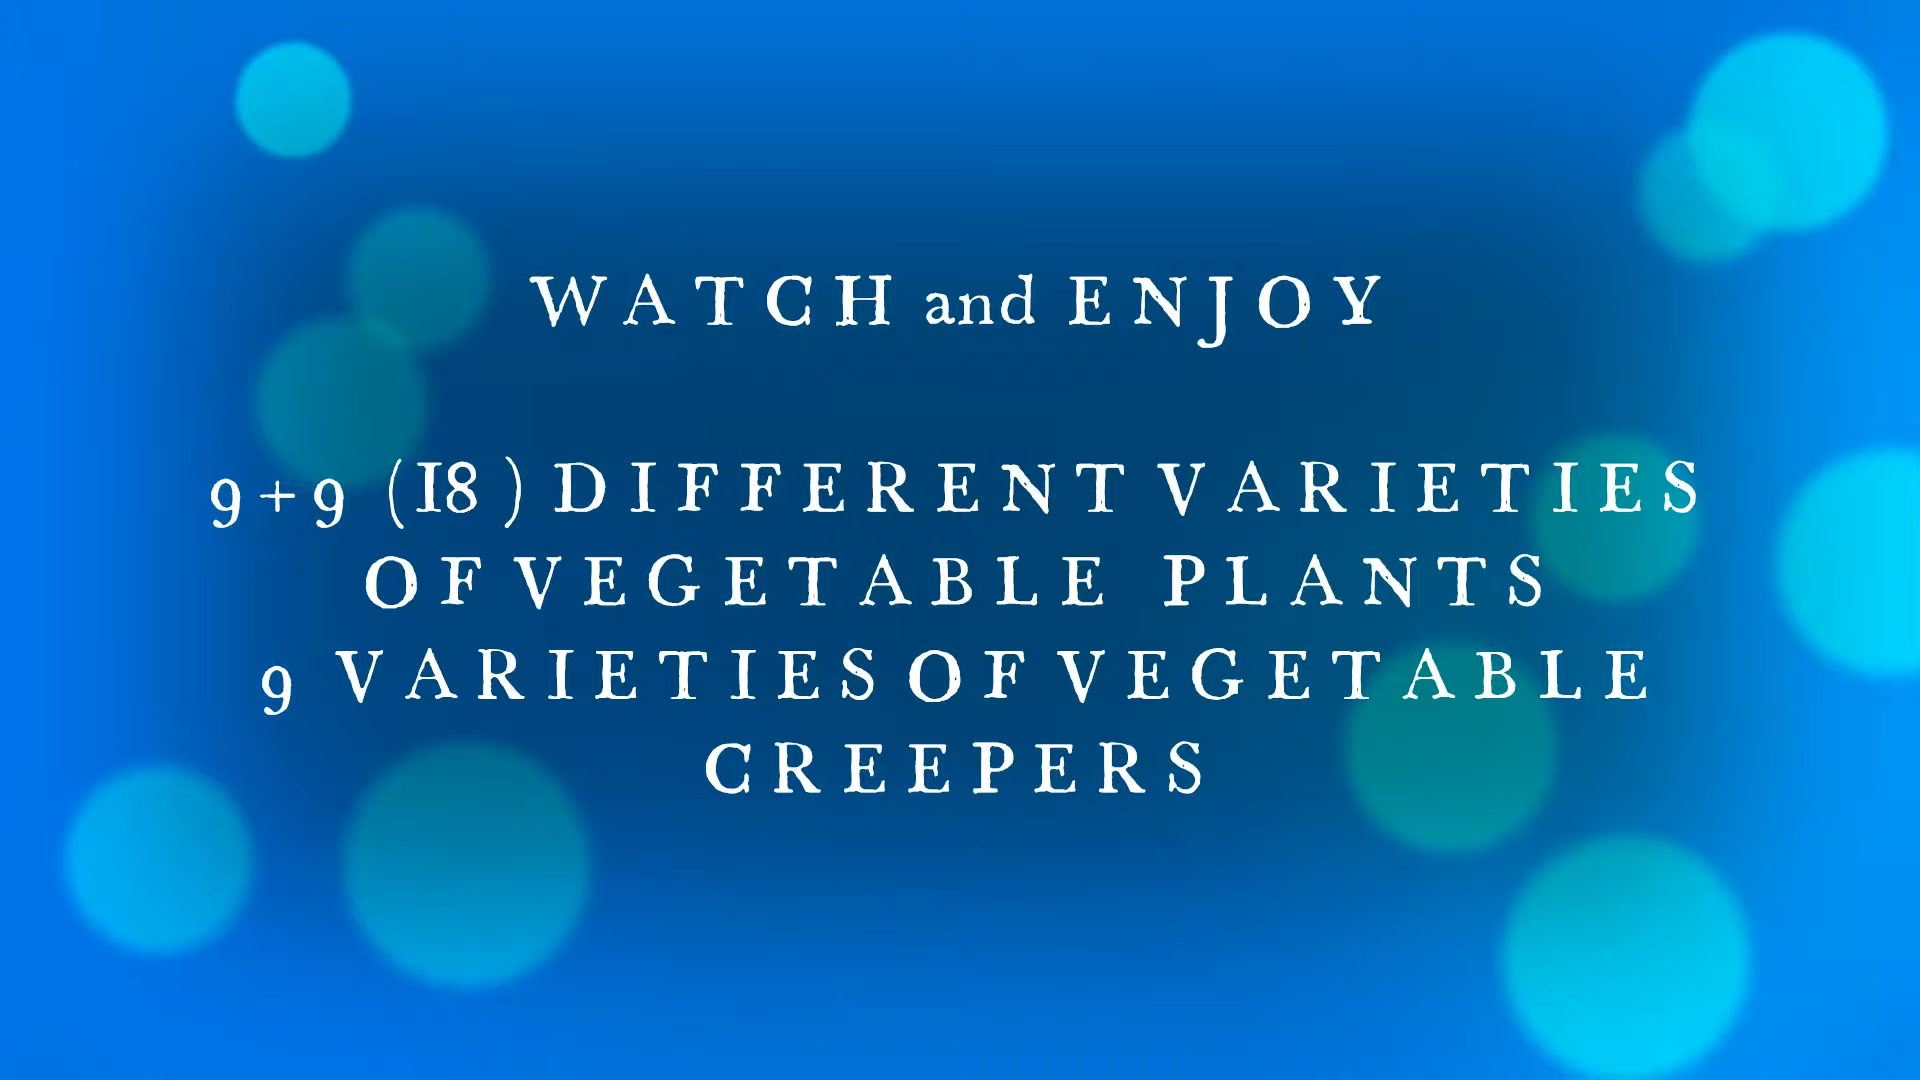 WATCH and ENJOY
9+9 (18 ) DIFFERENT VARIETIES
OF VEGETABLE PLANTS
9 VARIETIES OF VEGETABLE
CREEPERS